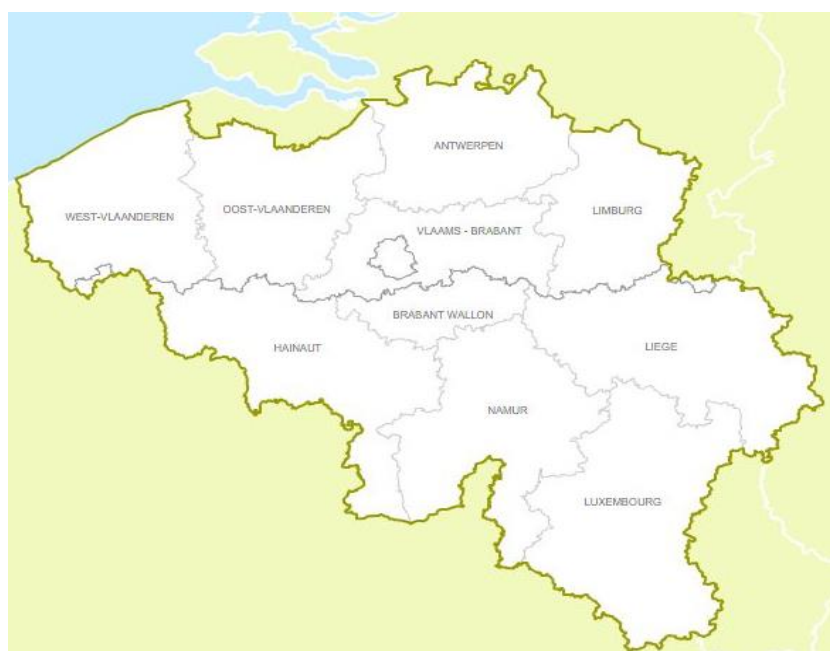 ANTWERPEN
WEST-VLAANDEREN
OOST-VLAANDEREN
LIMBURG
VLAAMS - BRABANT
BRABANT WALLON
HAINAUT
LIEGE
NAMUR
LUXEMBOURG